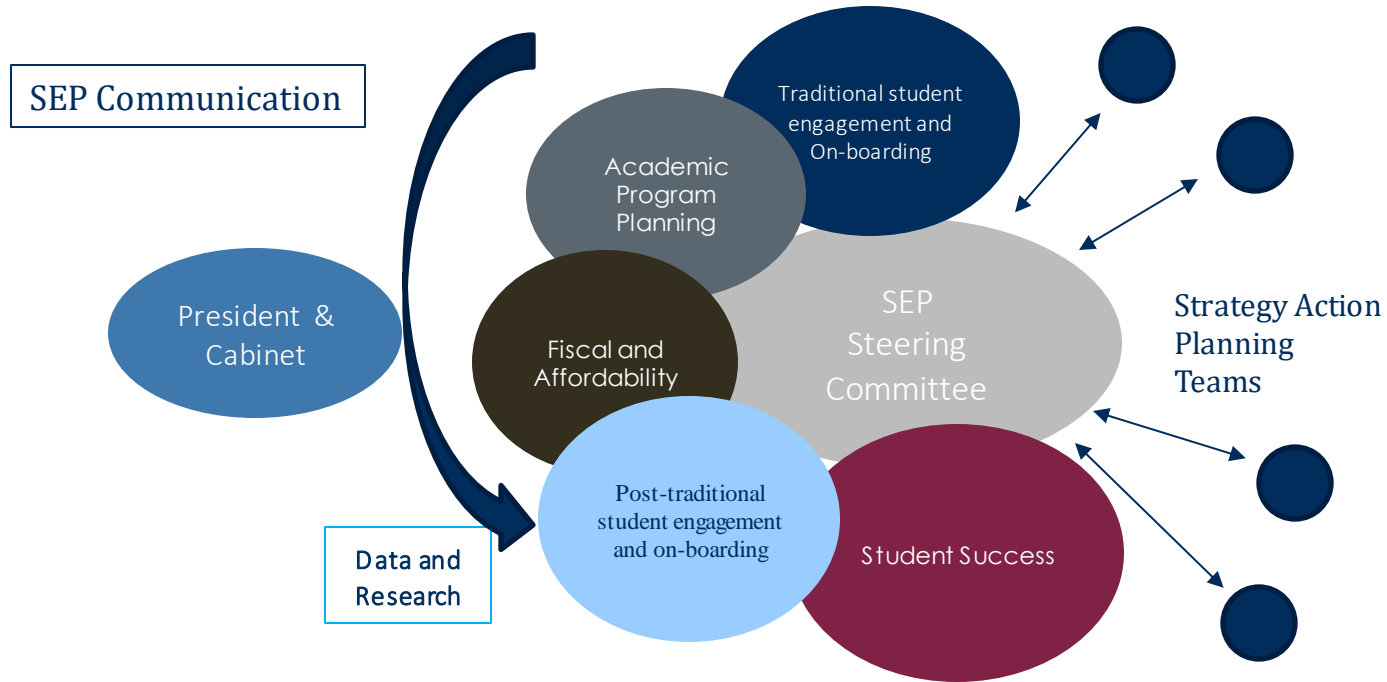 SEP Communication
Traditional student
engagement and
On-boarding
Academic
Program
Planning
President & 
Cabinet
SEP
Steering
Committee
Strategy Action
Planning
Teams
Fiscal and
Affordability
Post-traditional
student engagement
and on-boarding
Student Success
Data and
Research